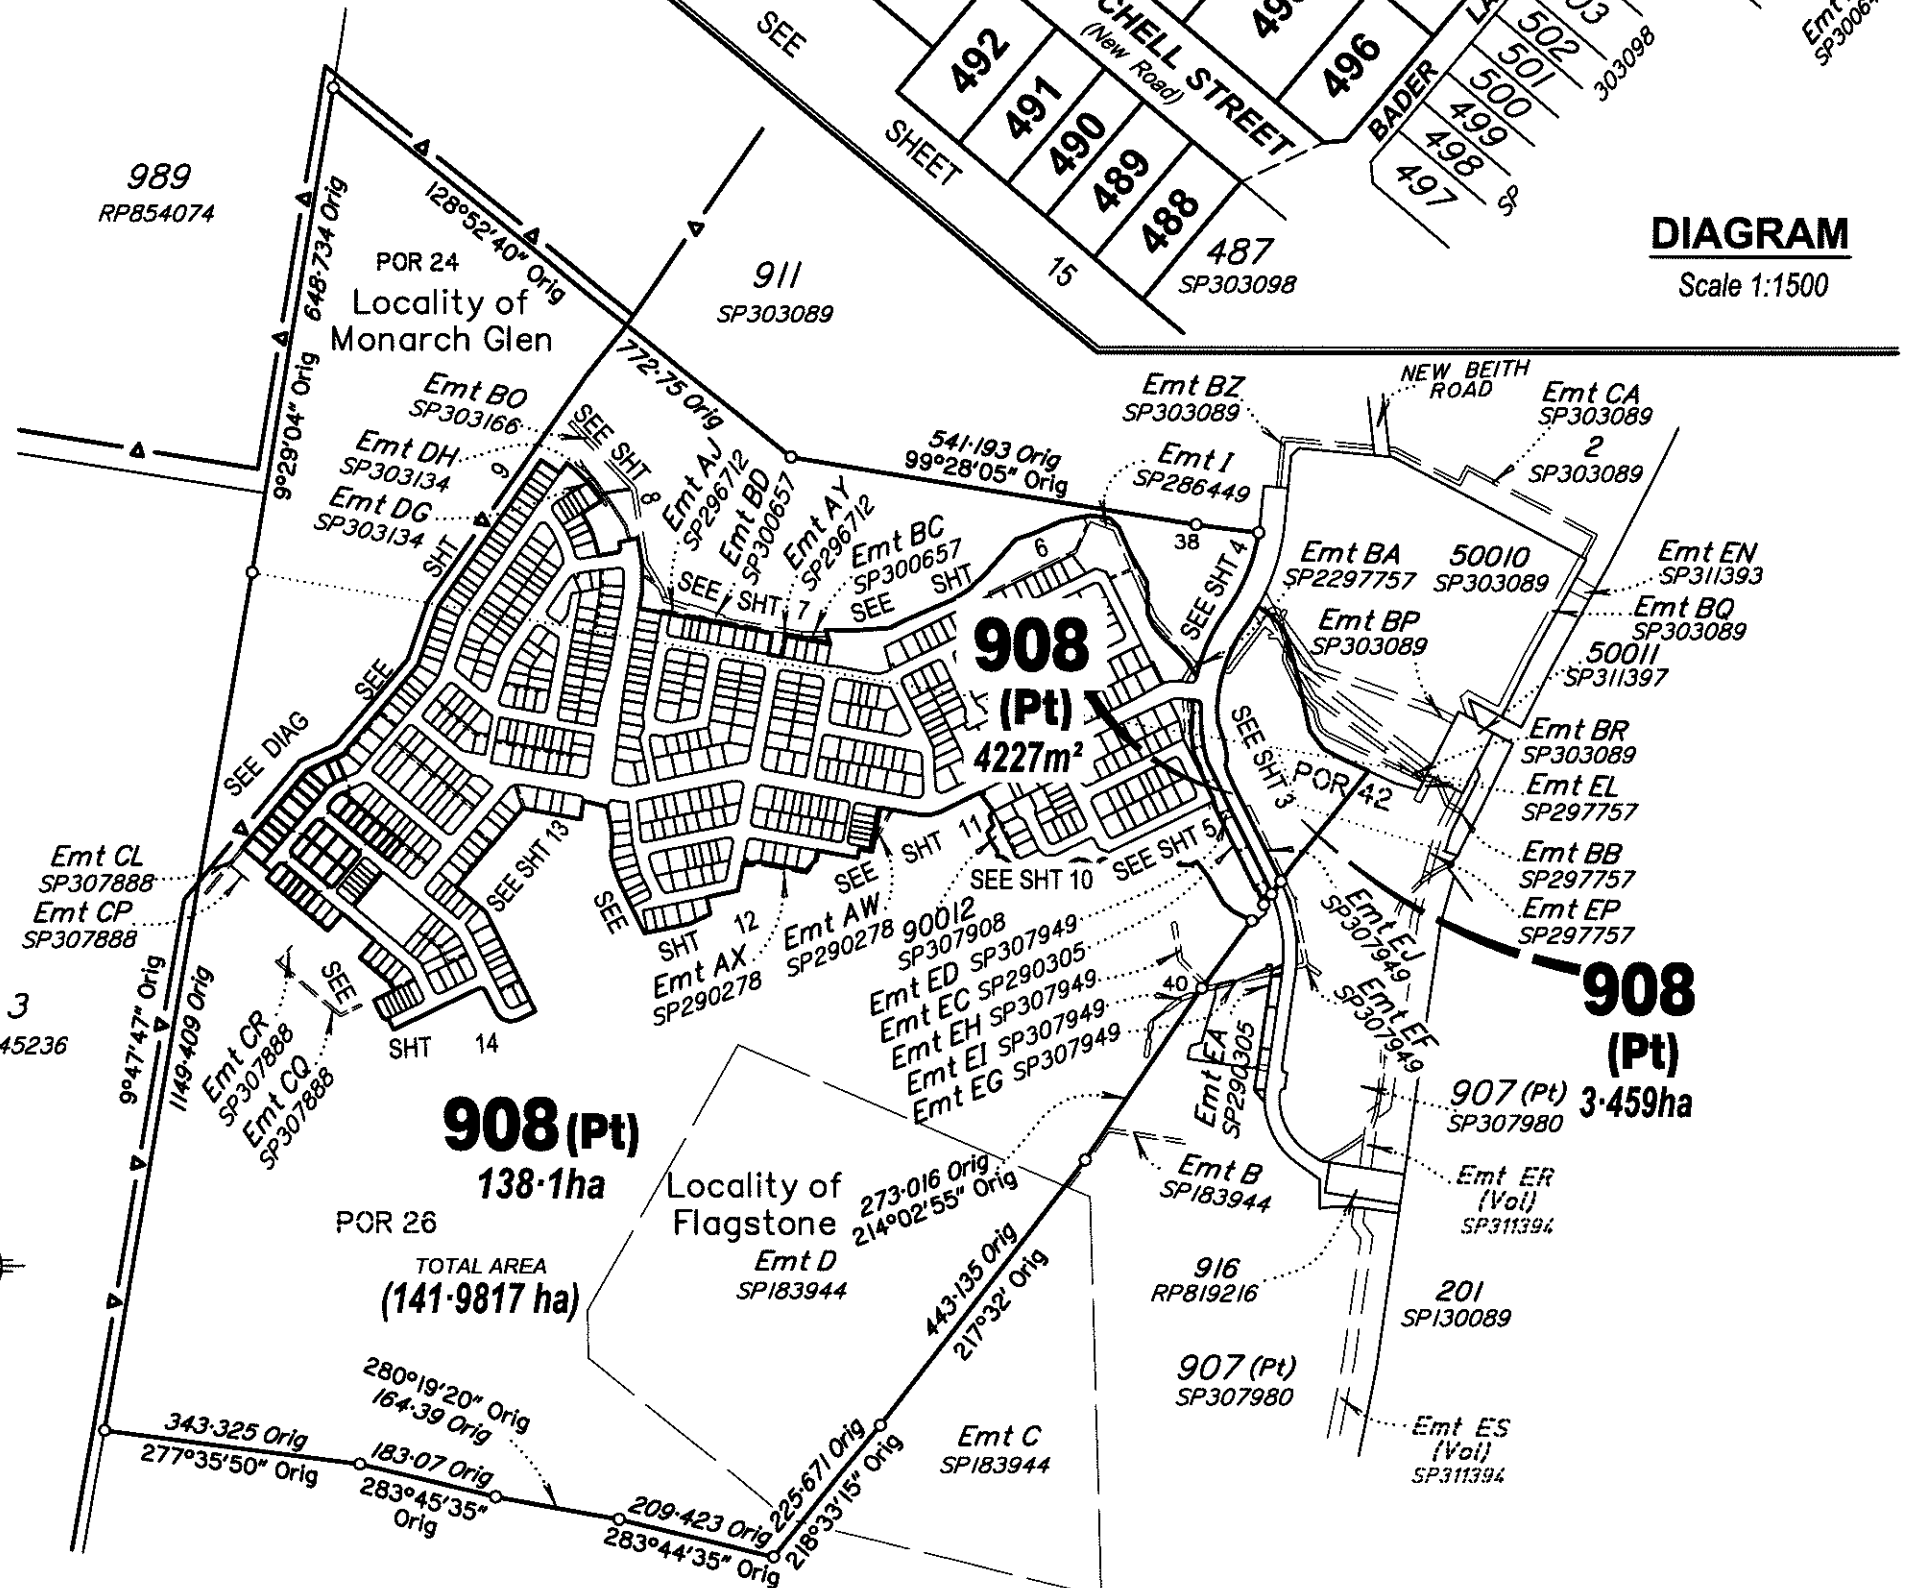 SEE
SHEET
15
492
491
490
489
488
CHELL STREET
(New Road)
496
BADER
502
501
500
499
498
497
SP
303098
487
SP303098
DIAGRAM
Scale 1:1500
989
RP854074
128°52'40" Orig
772·75 Orig
648·734 Orig
9°29'04" Orig
POR 24
Locality of
Monarch Glen
911
SP303089
Emt BO
SP303166
Emt DH
SP303134
Emt DG
SP303134
SEE SHT 8
SHT 9
SEE
SEE DIAG
Emt AJ
SP296712
Emt BD
SP300657
Emt AY
SP296712
Emt BC
SP300657
SEE SHT 7
SEE SHT 6
541·193 Orig
99°28'05" Orig
38
Emt I
SP286449
Emt BZ
SP303089
NEW BEITH
ROAD
Emt CA
SP303089
2
SP303089
SEE SHT 4
Emt BA
SP2297757
50010
SP303089
Emt EN
SP311393
Emt BP
SP303089
Emt BQ
SP303089
50011
SP311397
Emt BR
SP303089
Emt EL
SP297757
Emt BB
SP297757
Emt EP
SP297757
908
(Pt)
4227m²
SEE SHT 3
POR 42
SEE SHT 5
SEE SHT 10
SEE SHT 11
SEE SHT 12
SEE SHT 13
SEE
SHT 14
Emt CL
SP307888
Emt CP
SP307888
3
45236
9°47'47" Orig
1149·409 Orig
Emt CR
SP307888
Emt CQ
SP307888
Emt AX
SP290278
Emt AW
SP290278
90012
SP307908
Emt ED SP307949
Emt EC SP290305
Emt EH SP307949
Emt EI SP307949
Emt EG SP307949
40
Emt EA
SP290305
Emt EJ
SP307949
Emt EF
SP307949
908
(Pt)
3·459ha
907 (Pt)
SP307980
Emt ER
(Vol)
SP311394
Emt B
SP183944
916
RP819216
201
SP130089
907 (Pt)
SP307980
Emt ES
(Vol)
SP311394
908 (Pt)
138·1ha
POR 26
TOTAL AREA
(141·9817 ha)
Locality of
Flagstone
Emt D
SP183944
273·016 Orig
214°02'55" Orig
443·135 Orig
217°32' Orig
225·671 Orig
218°33'15" Orig
Emt C
SP183944
280°19'20" Orig
164·39 Orig
343·325 Orig
277°35'50" Orig
183·07 Orig
283°45'35"
Orig
209·423 Orig
283°44'35" Orig